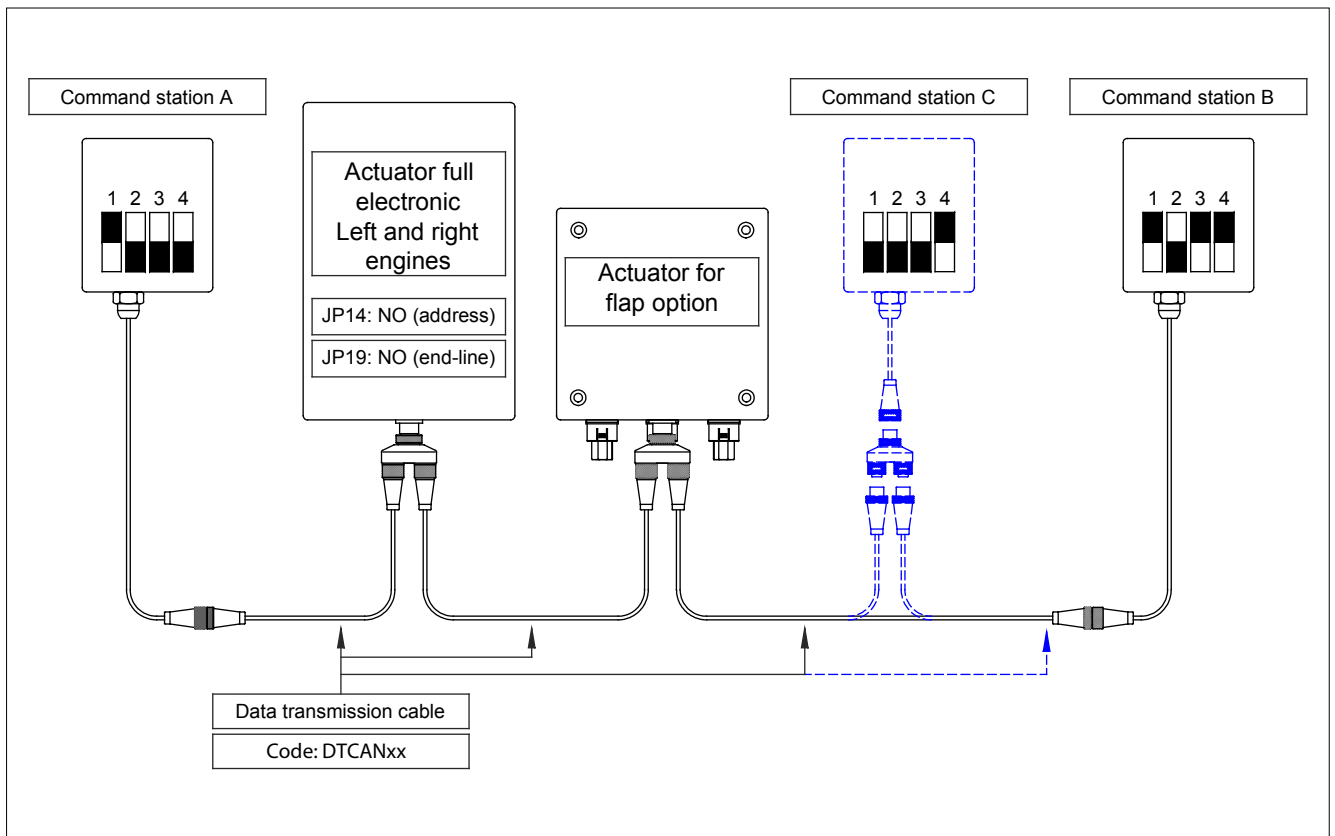 Command station A
Command station C
Command station B
1 2 3 4
Actuator full
electronic
Left and right
engines
JP14: NO (address)
JP19: NO (end-line)
Actuator for
flap option
1 2 3 4
1 2 3 4
Data transmission cable
Code: DTCANxx